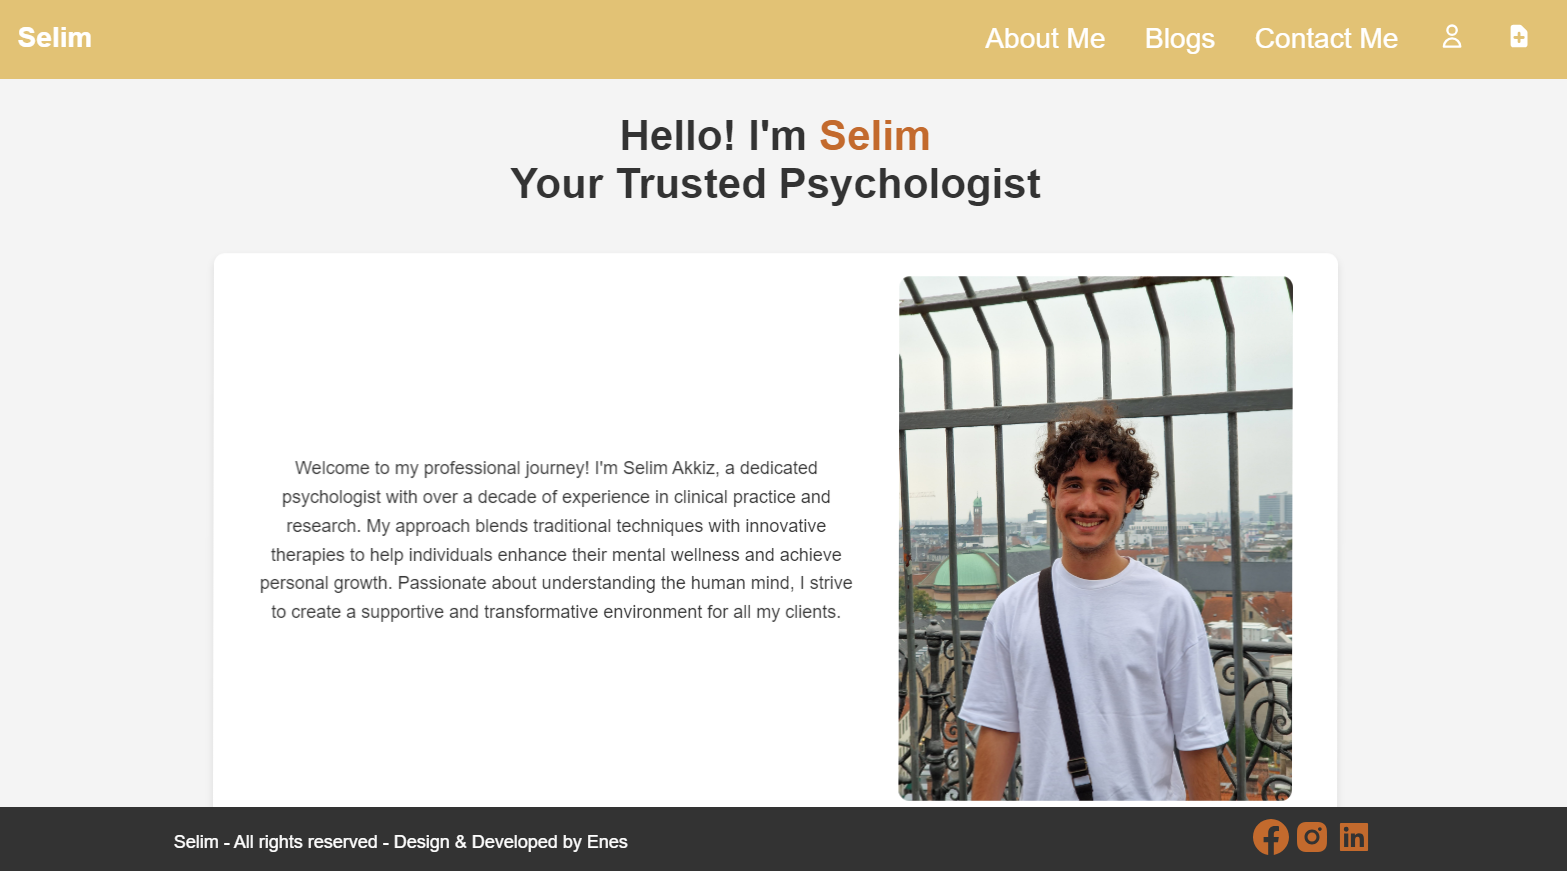 Selim
About Me
Blogs
Contact Me
Hello! I'm Selim
Your Trusted Psychologist
Welcome to my professional journey! I'm Selim Akkiz, a dedicated
psychologist with over a decade of experience in clinical practice and
research. My approach blends traditional techniques with innovative
therapies to help individuals enhance their mental wellness and achieve
personal growth. Passionate about understanding the human mind, I strive
to create a supportive and transformative environment for all my clients.
Selim - All rights reserved - Design & Developed by Enes